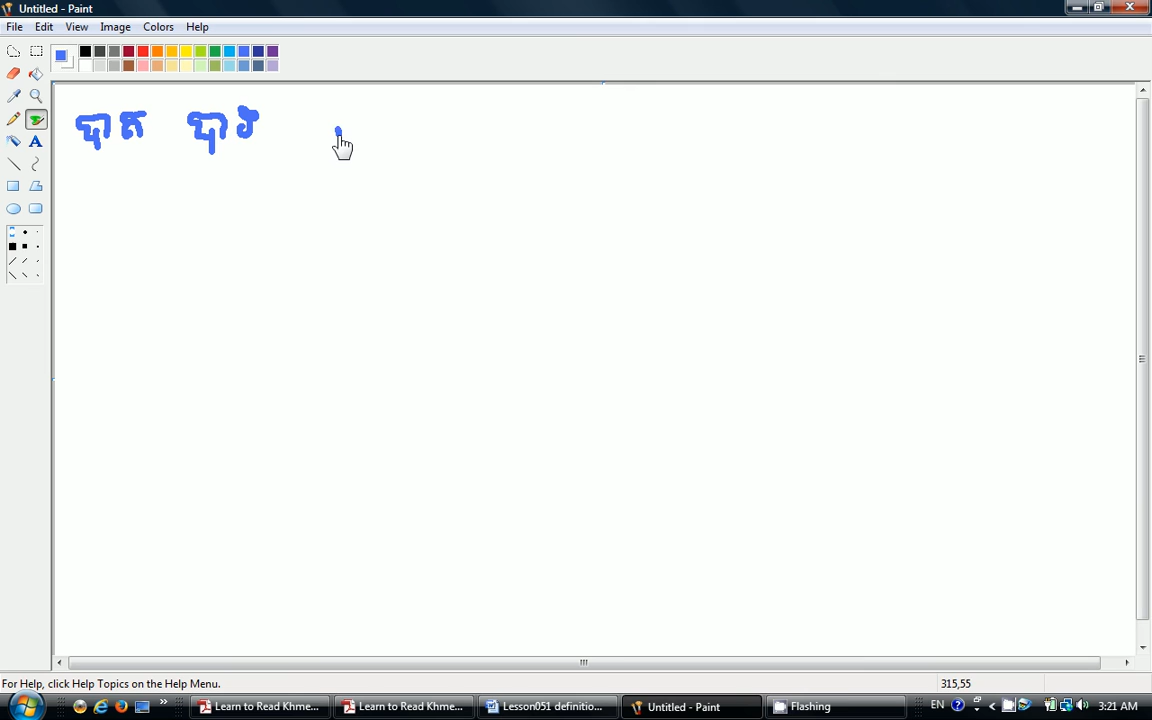 Untitled - Paint
File Edit View Image Colors Help
For Help, click Help Topics on the Help Menu.
315,55
Learn to Read Khme...
Learn to Read Khme...
Lesson051 definitio...
Untitled - Paint
Flashing
EN
3:21 AM